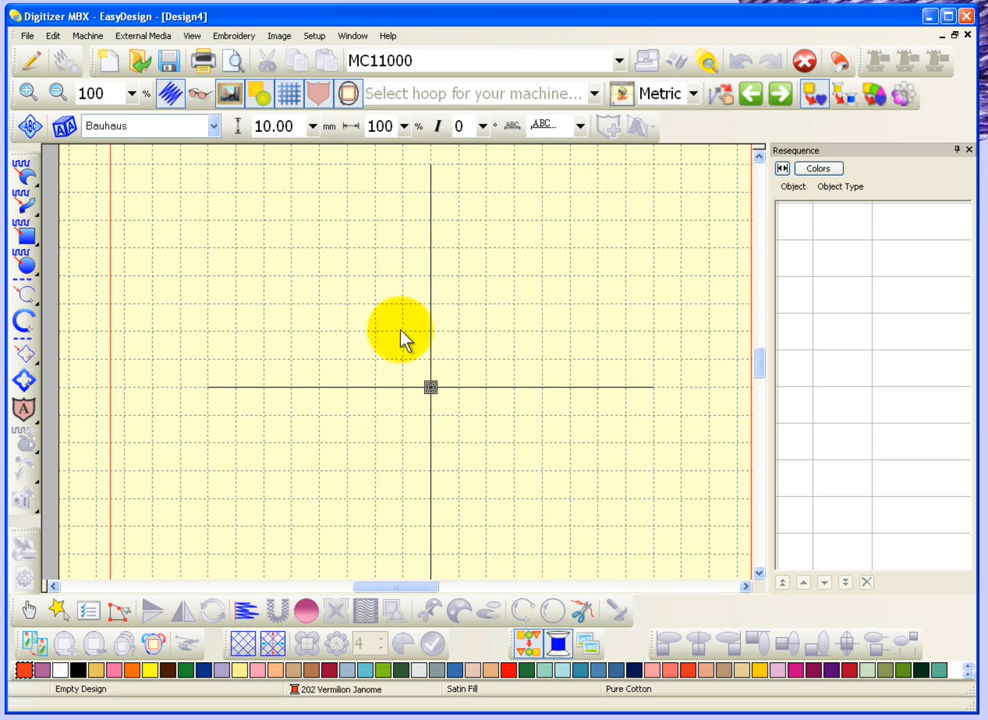 Digitizer MBX - EasyDesign - [Design4]
File Edit Machine External Media View Embroidery Image Setup Window Help
MC11000
100 % Select hoop for your machine... Metric
Bauhaus 10.00 mm 100 % I 0 ° ABC ABC
Resequence
Colors
Object Object Type
4
Empty Design 202 Vermilion Janome Satin Fill Pure Cotton